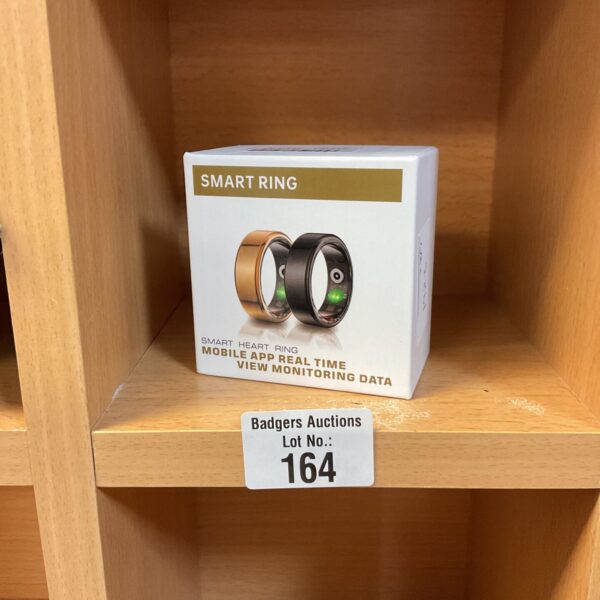 SMART RING
SMART HEART RING
MOBILE APP REAL TIME
VIEW MONITORING DATA
Badgers Auctions
Lot No.:
164